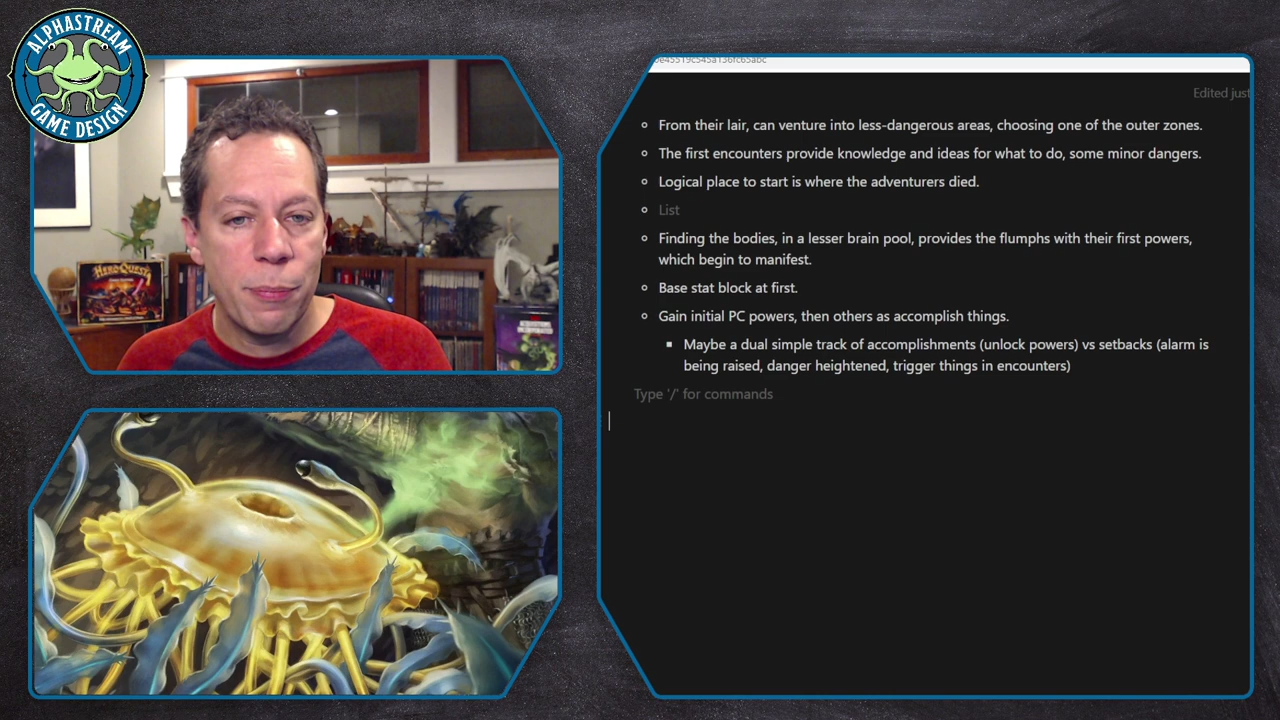 ALPHASTREAM
GAME DESIGN
HEROQUEST
Edited just
From their lair, can venture into less-dangerous areas, choosing one of the outer zones.
The first encounters provide knowledge and ideas for what to do, some minor dangers.
Logical place to start is where the adventurers died.
List
Finding the bodies, in a lesser brain pool, provides the flumphs with their first powers,
which begin to manifest.
Base stat block at first.
Gain initial PC powers, then others as accomplish things.
Maybe a dual simple track of accomplishments (unlock powers) vs setbacks (alarm is
being raised, danger heightened, trigger things in encounters)
Type '/' for commands